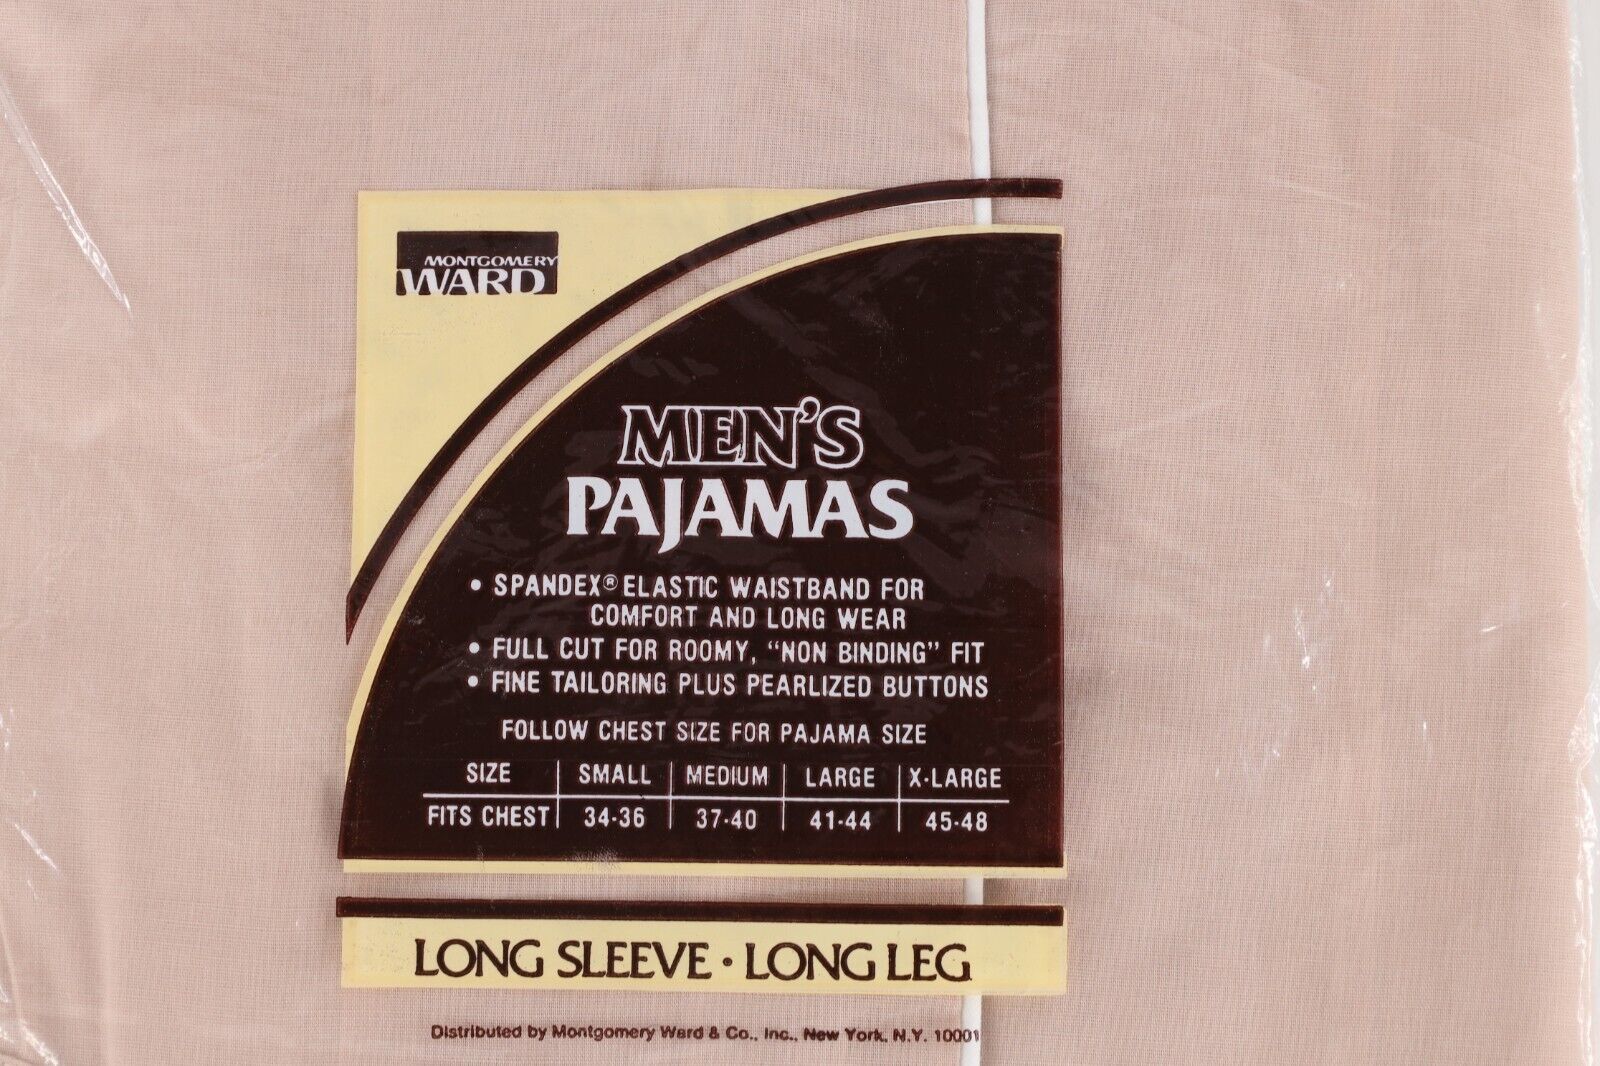 MONTGOMERY
WARD
MEN'S
PAJAMAS
• SPANDEX® ELASTIC WAISTBAND FOR
COMFORT AND LONG WEAR
• FULL CUT FOR ROOMY, “NON BINDING” FIT
• FINE TAILORING PLUS PEARLIZED BUTTONS
FOLLOW CHEST SIZE FOR PAJAMA SIZE
SIZE SMALL MEDIUM LARGE X-LARGE
FITS CHEST 34-36 37-40 41-44 45-48
LONG SLEEVE • LONG LEG
Distributed by Montgomery Ward & Co., Inc., New York, N.Y. 10001